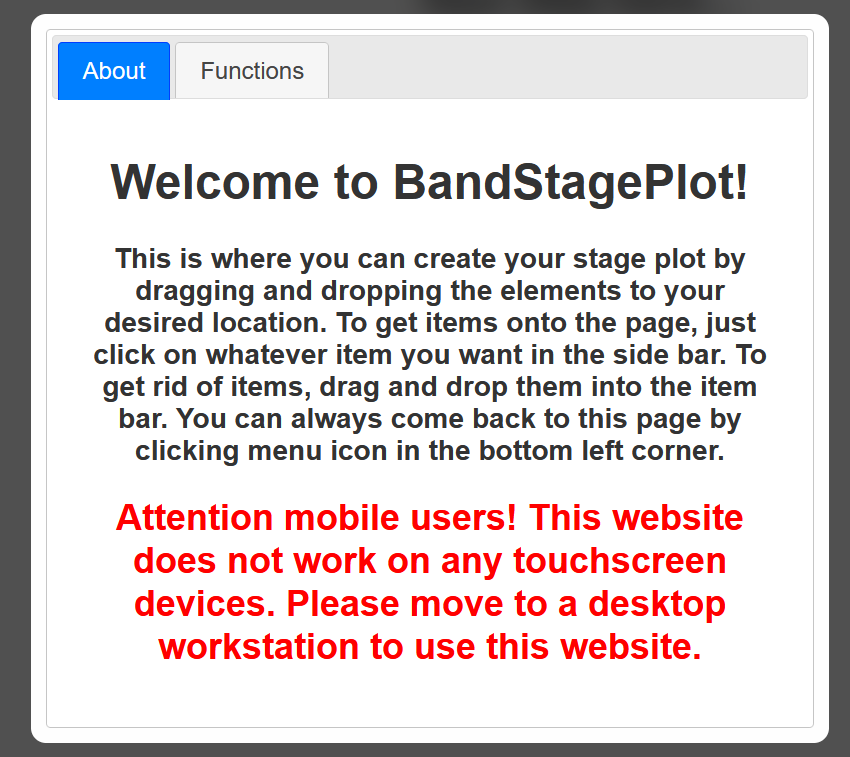 About
Functions
Welcome to BandStagePlot!
This is where you can create your stage plot by
dragging and dropping the elements to your
desired location. To get items onto the page, just
click on whatever item you want in the side bar. To
get rid of items, drag and drop them into the item
bar. You can always come back to this page by
clicking menu icon in the bottom left corner.
Attention mobile users! This website
does not work on any touchscreen
devices. Please move to a desktop
workstation to use this website.